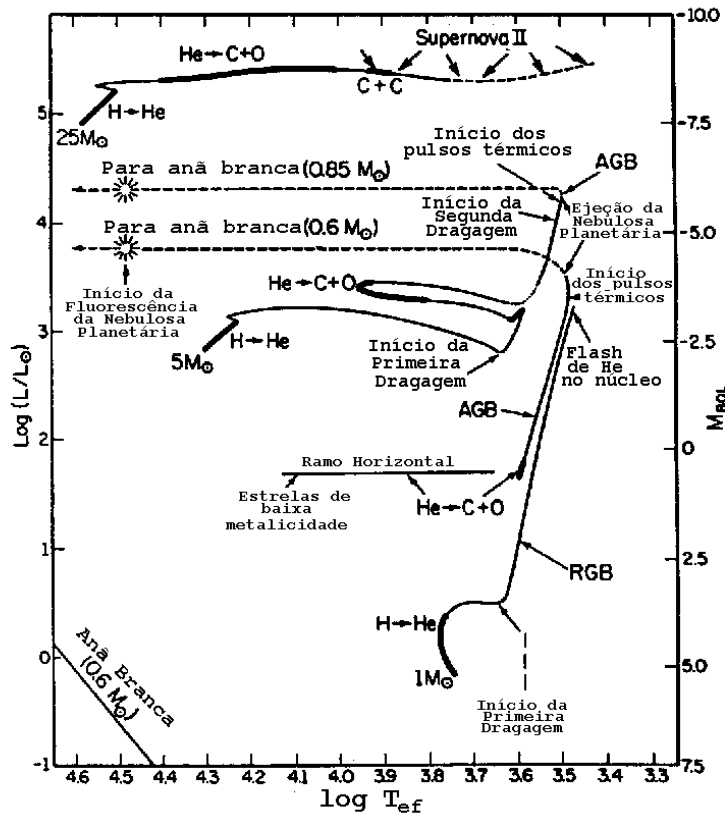 -10.0
He→C+O
Supernova II
C+C
H→He
25M⊙
5
-7.5
Início dos
pulsos térmicos
AGB
Para anã branca(0.85 M⊙)
Início da
Segunda
Dragagem
Ejeção da
Nebulosa
Planetária
4
Para anã branca(0.6 M⊙)
-5.0
Início da
Fluorescência
da Nebulosa
Planetária
He→C+O
Início
dos pulsos
térmicos
3
H→He
5M⊙
Início da
Primeira
Dragagem
Flash
de He
no núcleo
-2.5
Log (L/L⊙)
MBOL
AGB
2
0
Ramo Horizontal
Estrelas de
baixa
metalicidade
He→C+O
1
RGB
2.5
H→He
1M⊙
Anã Branca
(0.6 M⊙)
0
5.0
Início da
Primeira
Dragagem
-1
7.5
4.6 4.5 4.4 4.3 4.2 4.1 4.0 3.9 3.8 3.7 3.6 3.5 3.4 3.3
log Tef